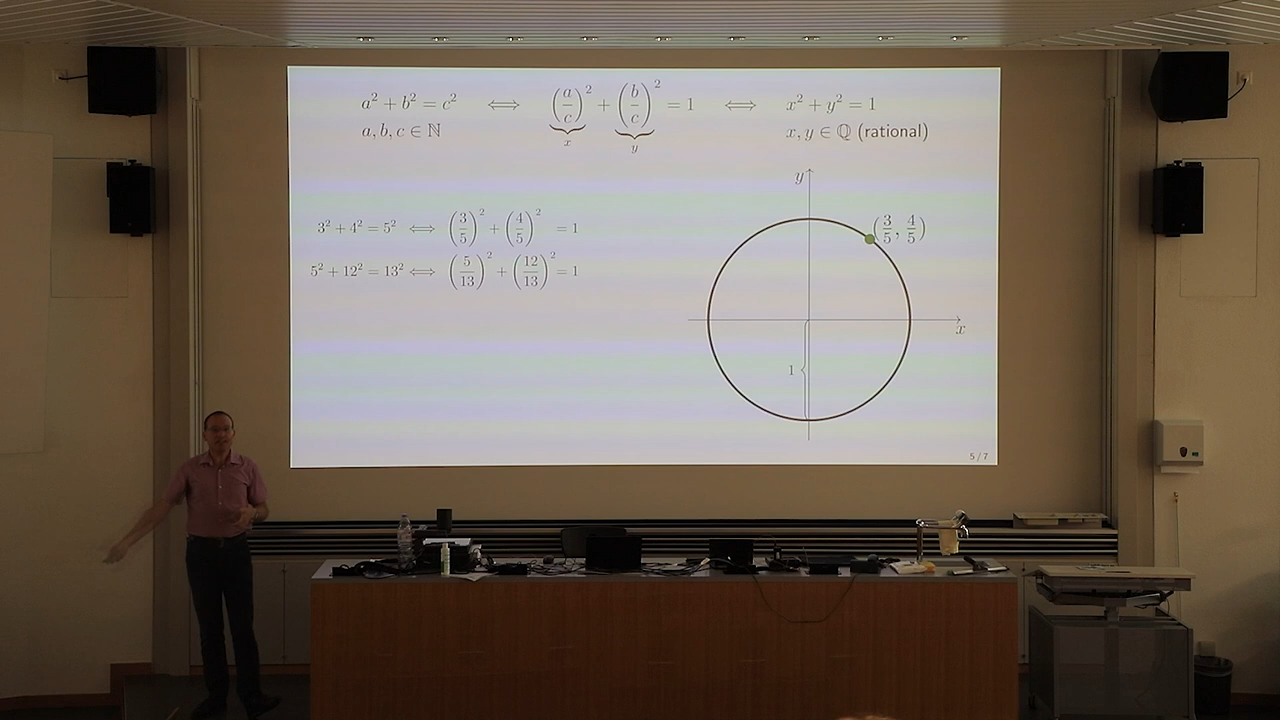 a² + b² = c² ⟺ (a/c)² + (b/c)² = 1 ⟺ x² + y² = 1
a, b, c ∈ ℕ x y x, y ∈ ℚ (rational)
y
3² + 4² = 5² ⟺ (3/5)² + (4/5)² = 1 (3/5, 4/5)
5² + 12² = 13² ⟺ (5/13)² + (12/13)² = 1
x
1
5 / 7